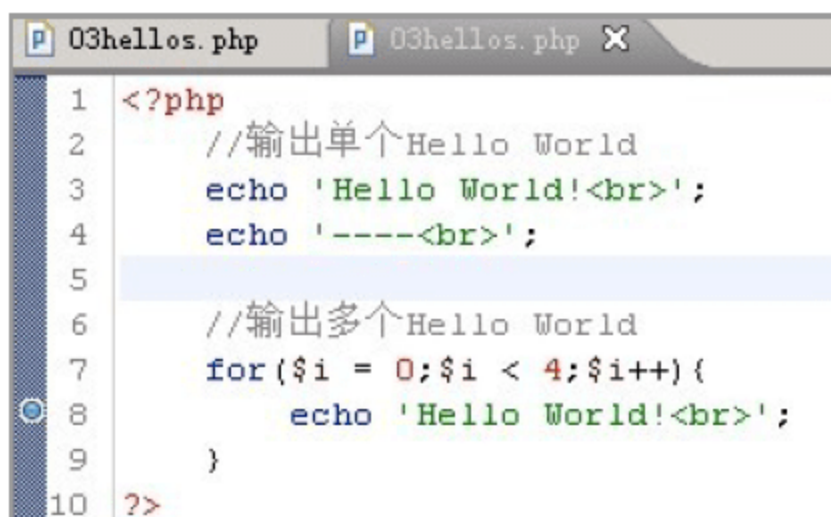 03hellos.php 03hellos.php
1 <?php
2 //输出单个Hello World
3 echo 'Hello World!<br>';
4 echo '----<br>';
5
6 //输出多个Hello World
7 for($i = 0;$i < 4;$i++){
8 echo 'Hello World!<br>';
9 }
10 ?>